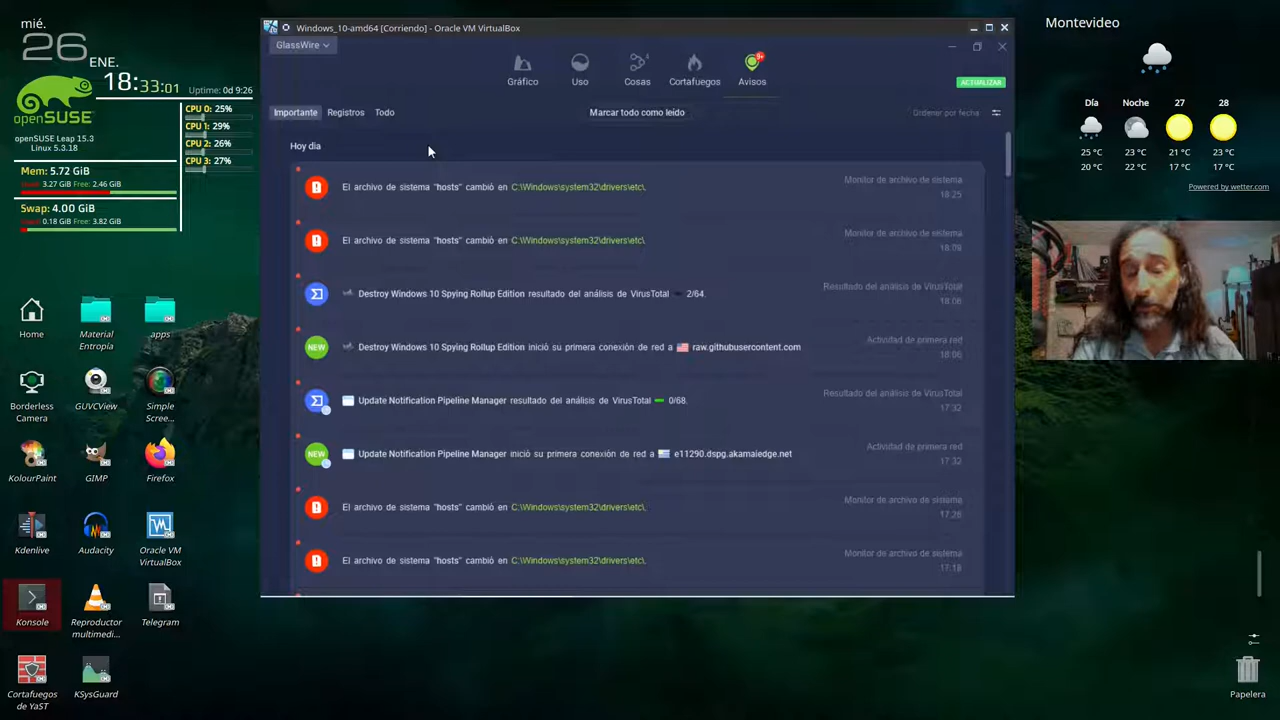 mié.
26
ENE.
18:33:01
Uptime: 0d 9:26
openSUSE
openSUSE Leap 15.3
Linux 5.3.18
CPU 0: 25%
CPU 1: 29%
CPU 2: 26%
CPU 3: 27%
Mem: 5.72 GiB
3.27 GiB Free: 2.46 GiB
Swap: 4.00 GiB
0.18 GiB Free: 3.82 GiB
Home
Material Entropía
apps
Borderless Camera
GUVCView
Simple Scree...
KolourPaint
GIMP
Firefox
Kdenlive
Audacity
Oracle VM VirtualBox
Konsole
Reproductor multimedi...
Telegram
Cortafuegos de YaST
KSysGuard
Windows_10-amd64 [Corriendo] - Oracle VM VirtualBox
GlassWire
Gráfico
Uso
Cosas
4
Cortafuegos
Avisos
9+
ACTUALIZAR
Importante
Registros
Todo
Marcar todo como leído
Ordener por fecha
Hoy dia
El archivo de sistema "hosts" cambió en C:\Windows\system32\drivers\etc\.
Monitor de archivo de sistema
18:25
El archivo de sistema "hosts" cambió en C:\Windows\system32\drivers\etc\.
Monitor de archivo de sistema
18:09
Destroy Windows 10 Spying Rollup Edition resultado del análisis de VirusTotal 2/64.
Resultado del análisis de VirusTotal
18:06
NEW
Destroy Windows 10 Spying Rollup Edition inició su primera conexión de red a raw.githubusercontent.com
Actividad de primera red
18:06
Update Notification Pipeline Manager resultado del análisis de VirusTotal 0/68.
Resultado del análisis de VirusTotal
17:32
NEW
Update Notification Pipeline Manager inició su primera conexión de red a e11290.dspg.akamaiedge.net
Actividad de primera red
17:32
El archivo de sistema "hosts" cambió en C:\Windows\system32\drivers\etc\.
Monitor de archivo de sistema
17:26
El archivo de sistema "hosts" cambió en C:\Windows\system32\drivers\etc\.
Monitor de archivo de sistema
17:18
Montevideo
Día
Noche
27
28
25 °C
23 °C
21 °C
23 °C
20 °C
22 °C
17 °C
17 °C
Powered by wetter.com
Papelera